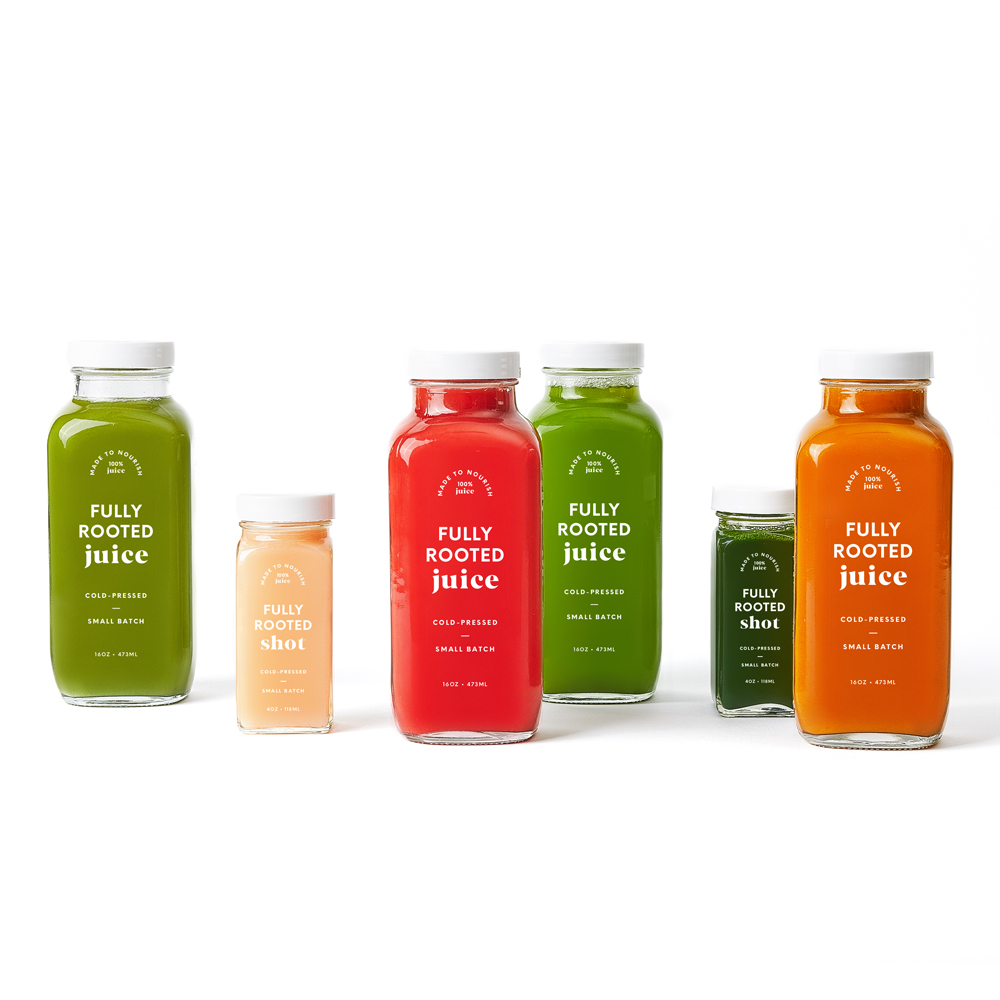 MADE TO NOURISH
100%
juice
FULLY
ROOTED
juice
COLD-PRESSED
SMALL BATCH
16OZ • 473ML
MADE TO NOURISH
100%
juice
FULLY
ROOTED
shot
COLD-PRESSED
SMALL BATCH
4OZ • 118ML
MADE TO NOURISH
100%
juice
FULLY
ROOTED
juice
COLD-PRESSED
SMALL BATCH
16OZ • 473ML
MADE TO NOURISH
100%
juice
FULLY
ROOTED
juice
COLD-PRESSED
SMALL BATCH
16OZ • 473ML
MADE TO NOURISH
100%
juice
FULLY
ROOTED
shot
COLD-PRESSED
SMALL BATCH
4OZ • 118ML
MADE TO NOURISH
100%
juice
FULLY
ROOTED
juice
COLD-PRESSED
SMALL BATCH
16OZ • 473ML